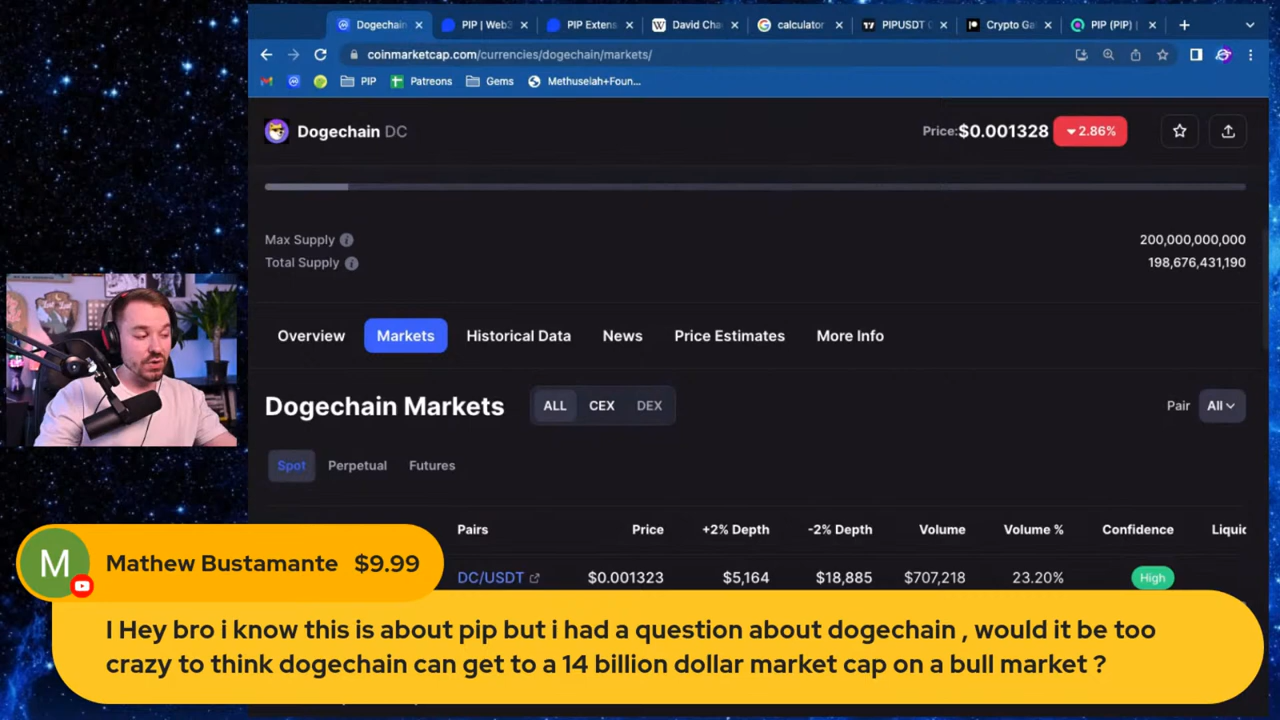 Dogechain
PIP | Web3
PIP Extens
David Cha
calculator
PIPUSDT
Crypto Ga
PIP (PIP) |
coinmarketcap.com/currencies/dogechain/markets/
PIP
Patreons
Gems
Methuselah+Foun...
Dogechain DC
Price:$0.001328
2.86%
Max Supply
200,000,000,000
Total Supply
198,676,431,190
Overview
Markets
Historical Data
News
Price Estimates
More Info
Dogechain Markets
ALL
CEX
DEX
Pair
All
Spot
Perpetual
Futures
Pairs
Price
+2% Depth
-2% Depth
Volume
Volume %
Confidence
Liquid
DC/USDT
$0.001323
$5,164
$18,885
$707,218
23.20%
High
M
Mathew Bustamante $9.99
I Hey bro i know this is about pip but i had a question about dogechain , would it be too
crazy to think dogechain can get to a 14 billion dollar market cap on a bull market ?